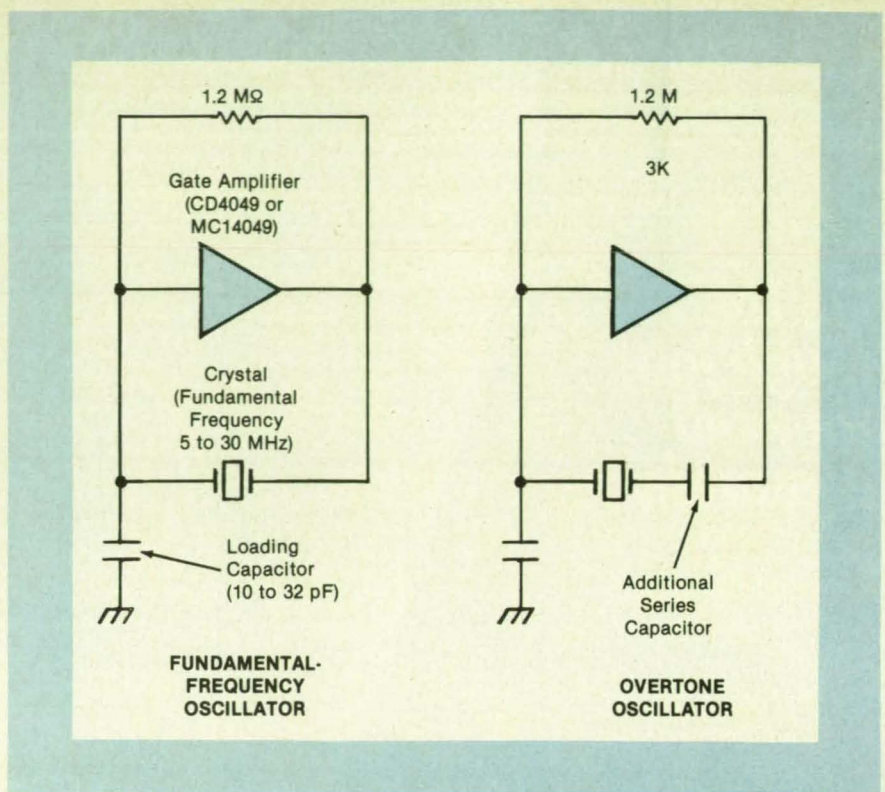 1.2 MΩ
Gate Amplifier
(CD4049 or
MC14049)
Crystal
(Fundamental
Frequency
5 to 30 MHz)
Loading
Capacitor
(10 to 32 pF)
FUNDAMENTAL-
FREQUENCY
OSCILLATOR
1.2 M
3K
Additional
Series
Capacitor
OVERTONE
OSCILLATOR